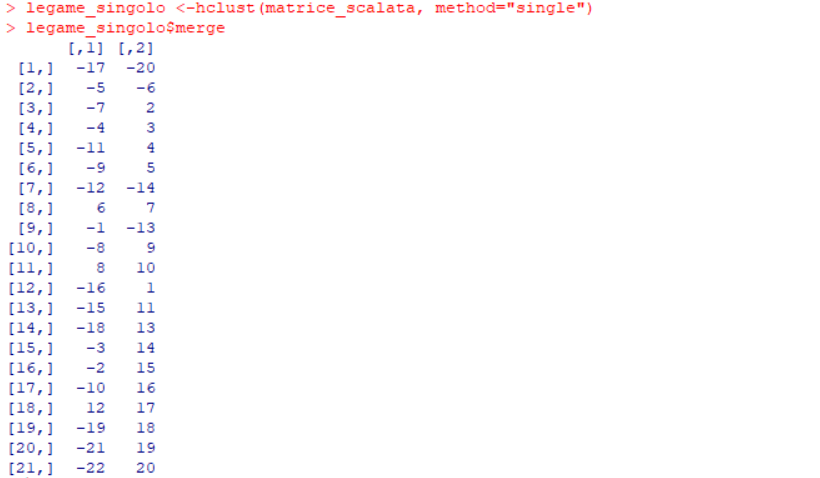 > legame_singolo <-hclust(matrice_scalata, method="single")
> legame_singolo$merge
      [,1] [,2]
 [1,]  -17  -20
 [2,]   -5   -6
 [3,]   -7    2
 [4,]   -4    3
 [5,]  -11    4
 [6,]   -9    5
 [7,]  -12  -14
 [8,]    6    7
 [9,]   -1  -13
[10,]   -8    9
[11,]    8   10
[12,]  -16    1
[13,]  -15   11
[14,]  -18   13
[15,]   -3   14
[16,]   -2   15
[17,]  -10   16
[18,]   12   17
[19,]  -19   18
[20,]  -21   19
[21,]  -22   20